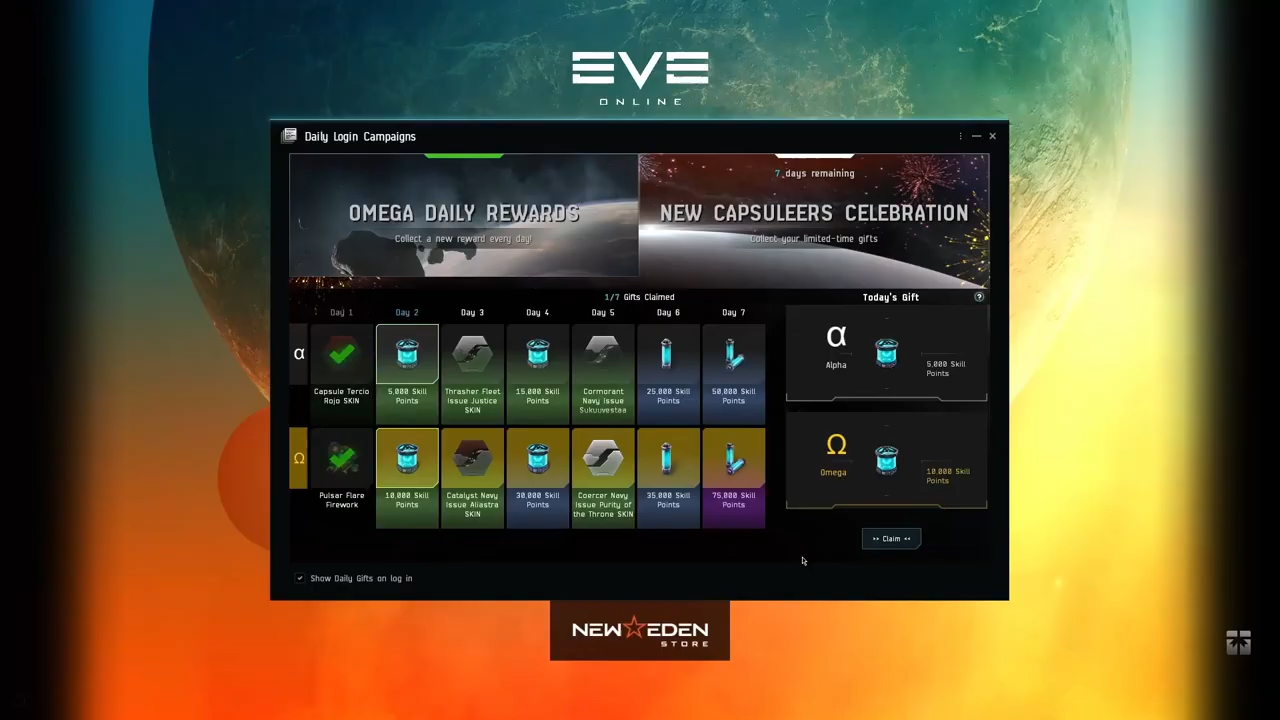 EVE
ONLINE
Daily Login Campaigns
7 days remaining
OMEGA DAILY REWARDS
Collect a new reward every day!
NEW CAPSULEERS CELEBRATION
Collect your limited-time gifts
1/7 Gifts Claimed
Today's Gift
?
Day 1
Day 2
Day 3
Day 4
Day 5
Day 6
Day 7
α
Capsule Tercio
Rojo SKIN
5,000 Skill
Points
Thrasher Fleet
Issue Justice
SKIN
15,000 Skill
Points
Cormorant
Navy Issue
Sukuuvestaa
25,000 Skill
Points
50,000 Skill
Points
Ω
Pulsar Flare
Firework
10,000 Skill
Points
Catalyst Navy
Issue Aliastra
SKIN
30,000 Skill
Points
Coercer Navy
Issue Purity of
the Throne SKIN
35,000 Skill
Points
75,000 Skill
Points
α
Alpha
5,000 Skill
Points
Ω
Omega
10,000 Skill
Points
Claim
Show Daily Gifts on log in
NEW EDEN
STORE